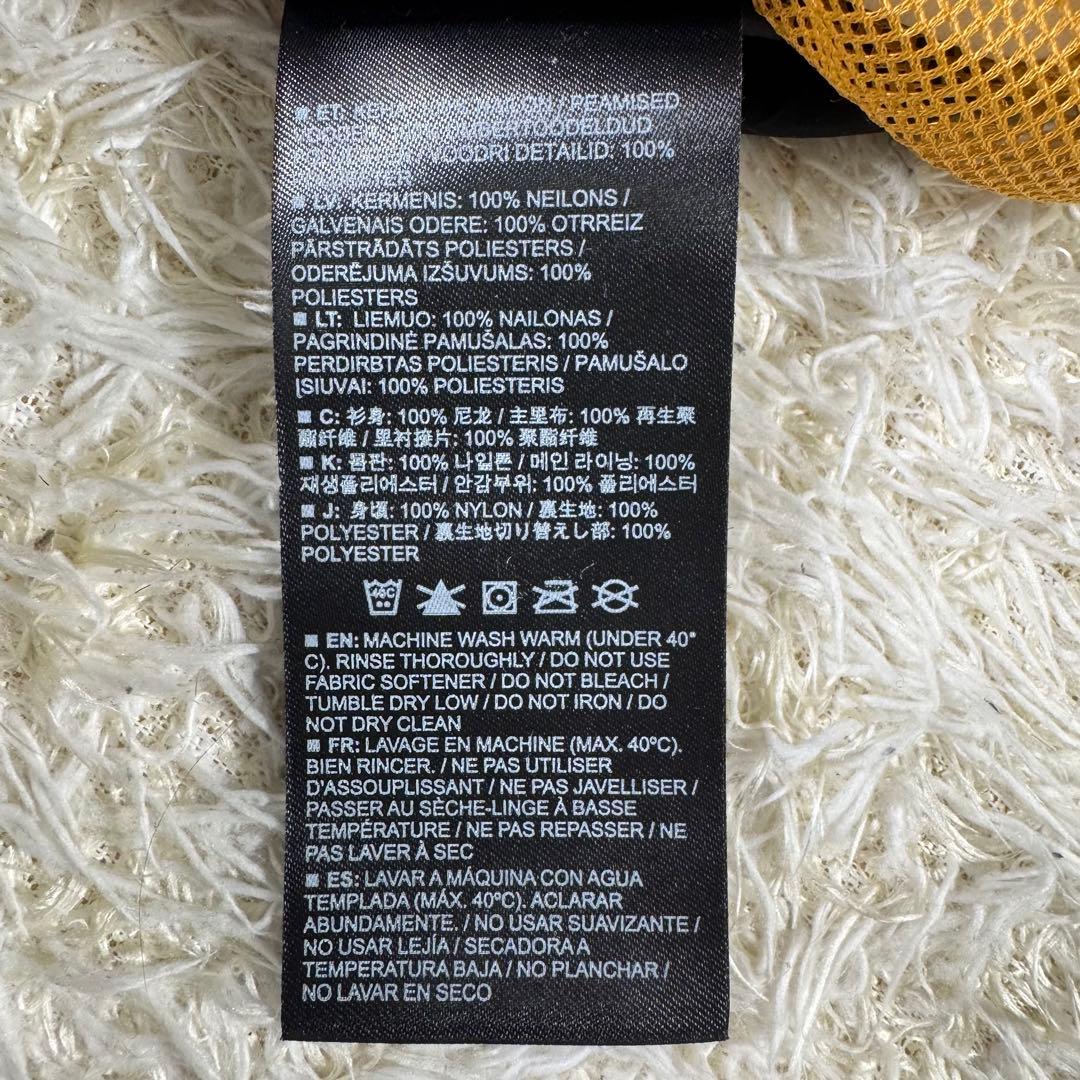 ■ ET: / PEAMISED
DETAILID: 100%
■ LV: KERMENIS: 100% NEILONS /
GALVENAIS ODERE: 100% OTRREIZ
PĀRSTRĀDĀTS POLIESTERS /
ODERĒJUMA IZŠUVUMS: 100%
POLIESTERS
■ LT: LIEMUO: 100% NAILONAS /
PAGRINDINĖ PAMUŠALAS: 100%
PERDIRBTAS POLIESTERIS / PAMUŠALO
ĮSIUVAI: 100% POLIESTERIS
■ C: 衫身: 100% 尼龙 / 主里布: 100% 再生聚
酯纤维 / 里衬接片: 100% 聚酯纤维
■ K: 몸판: 100% 나일론 / 메인 라이닝: 100%
재생폴리에스터 / 안감부위: 100% 폴리에스터
■ J: 身頃: 100% NYLON / 裏生地: 100%
POLYESTER / 裏生地切り替えし部: 100%
POLYESTER
40C
■ EN: MACHINE WASH WARM (UNDER 40°
C). RINSE THOROUGHLY / DO NOT USE
FABRIC SOFTENER / DO NOT BLEACH /
TUMBLE DRY LOW / DO NOT IRON / DO
NOT DRY CLEAN
■ FR: LAVAGE EN MACHINE (MAX. 40ºC).
BIEN RINCER. / NE PAS UTILISER
D'ASSOUPLISSANT / NE PAS JAVELLISER /
PASSER AU SÈCHE-LINGE À BASSE
TEMPÉRATURE / NE PAS REPASSER / NE
PAS LAVER À SEC
■ ES: LAVAR A MÁQUINA CON AGUA
TEMPLADA (MÁX. 40ºC). ACLARAR
ABUNDAMENTE. / NO USAR SUAVIZANTE /
NO USAR LEJÍA / SECADORA A
TEMPERATURA BAJA / NO PLANCHAR /
NO LAVAR EN SECO